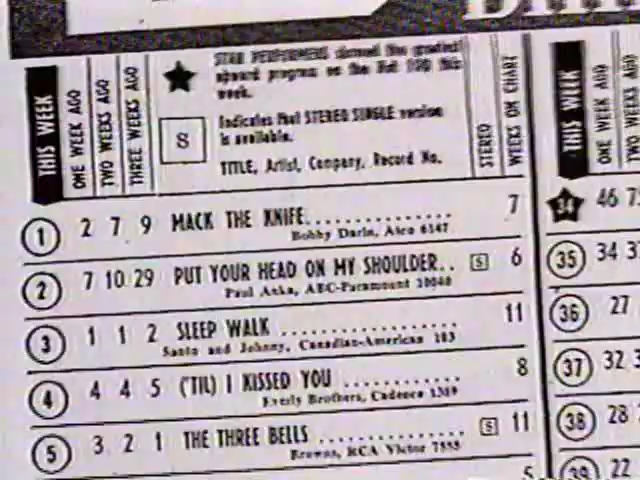 STAR PERFORMERS showed the greatest
upward progress on the Hot 100 this
week.
S
Indicates that STEREO SINGLE version
is available.
TITLE, Artist, Company, Record No.
THIS WEEK
ONE WEEK AGO
TWO WEEKS AGO
THREE WEEKS AGO
STEREO
WEEKS ON CHART
1 2 7 9 MACK THE KNIFE.............. 7
Bobby Darin, Atco 6147
2 7 10 29 PUT YOUR HEAD ON MY SHOULDER.. S 6
Paul Anka, ABC-Paramount 10040
3 1 1 2 SLEEP WALK ................. 11
Santo and Johnny, Canadian-American 103
4 4 4 5 ('TIL) I KISSED YOU ............ 8
Everly Brothers, Cadence 1369
5 3 2 1 THE THREE BELLS .............. S 11
Browns, RCA Victor 7555
5
THIS WEEK
ONE WEEK AGO
TWO WEEKS
34 46
35 34
36 27
37 32
38 28
39 22